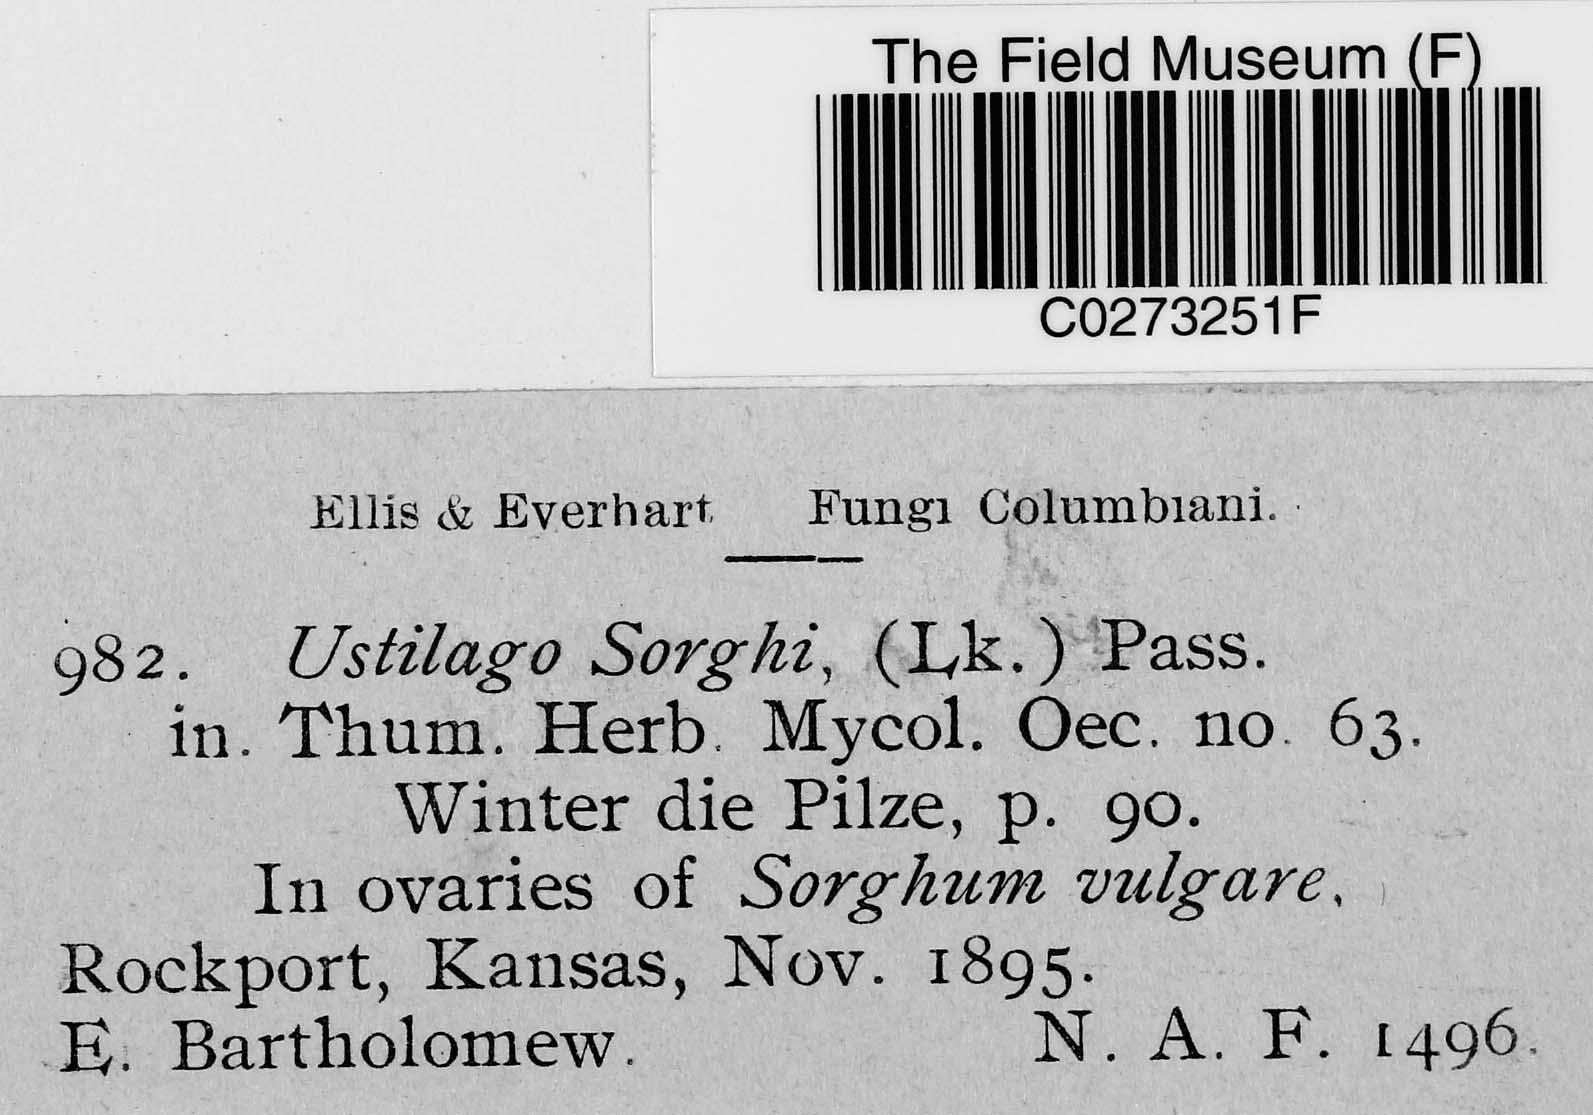 The Field Museum (F)
C0273251F
Ellis & Everhart Fungi Columbiani.
982. Ustilago Sorghi, (Lk.) Pass.
in. Thum. Herb. Mycol. Oec. no. 63.
Winter die Pilze, p. 90.
In ovaries of Sorghum vulgare.
Rockport, Kansas, Nov. 1895.
E. Bartholomew. N. A. F. 1496.